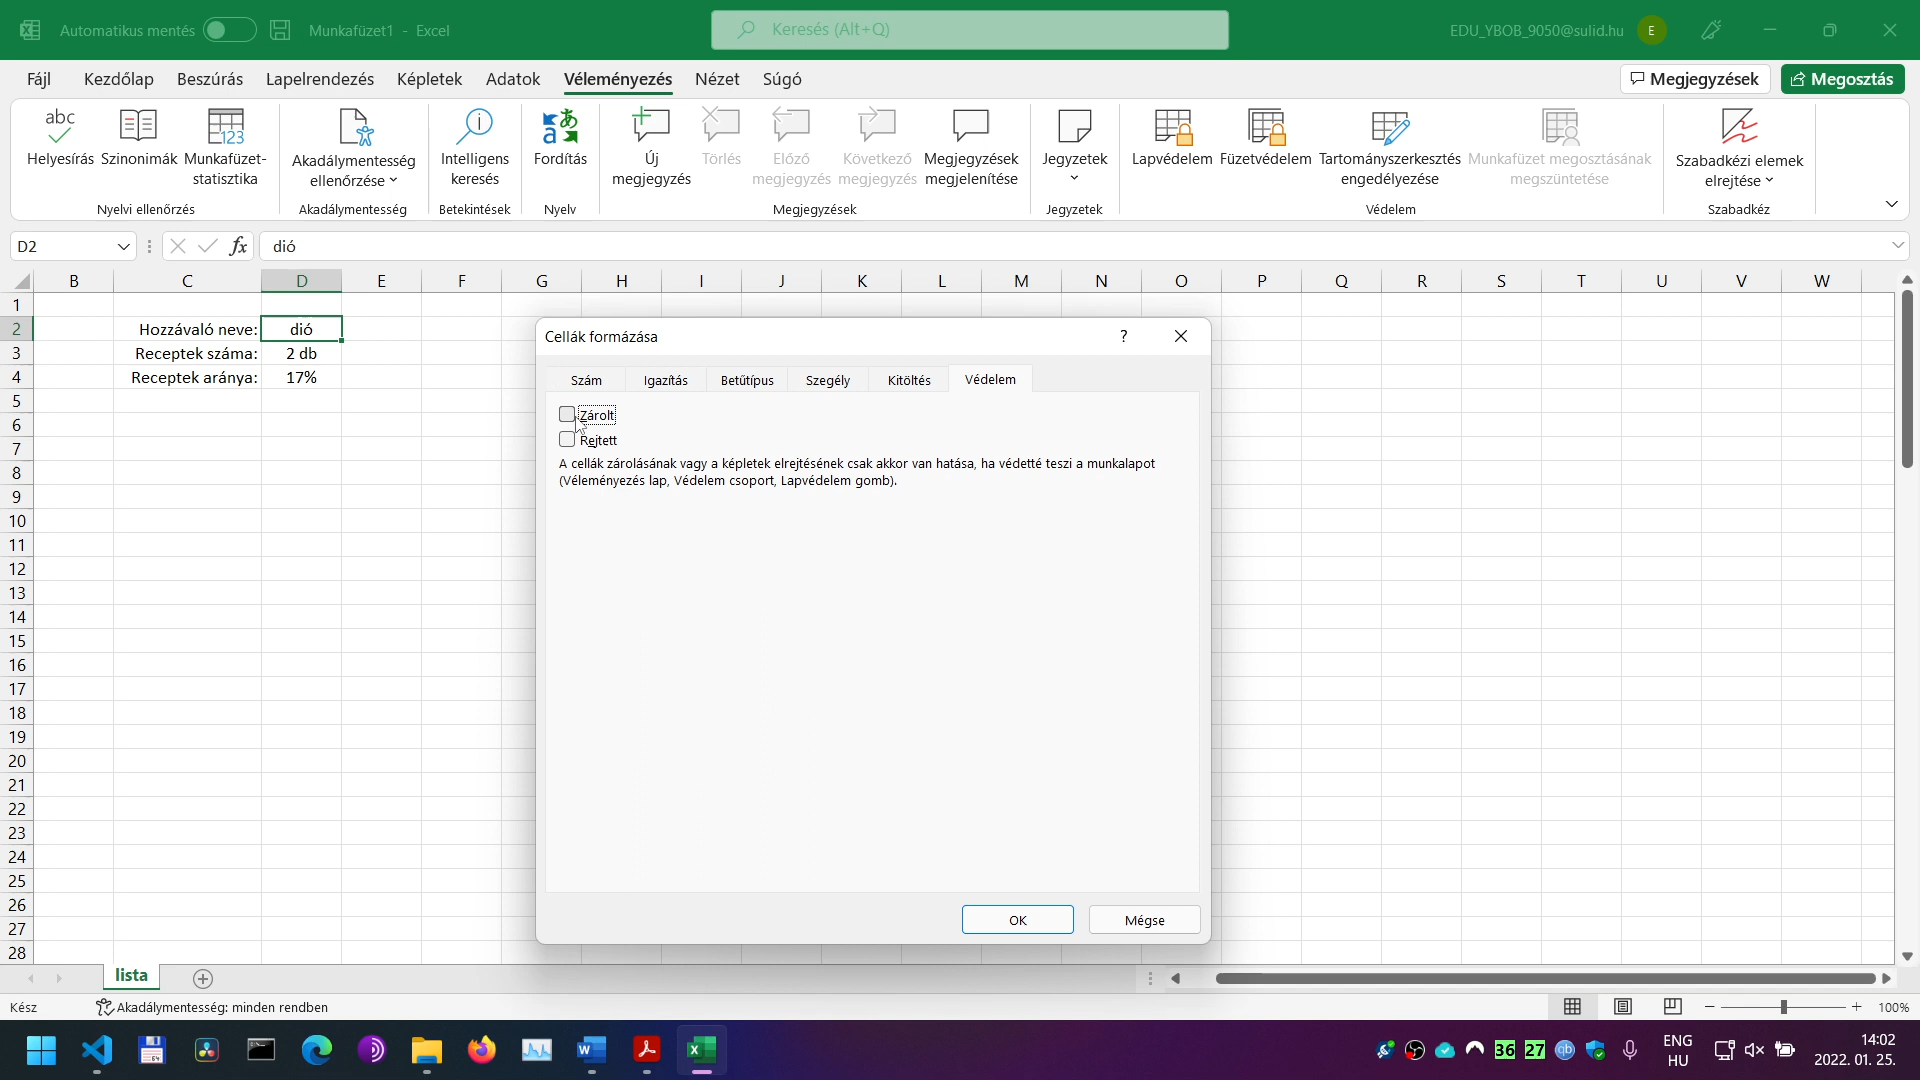 Automatikus mentés
Munkafüzet1 - Excel
Keresés (Alt+Q)
EDU_YBOB_9050@sulid.hu
E
Fájl Kezdőlap Beszúrás Lapelrendezés Képletek Adatok Véleményezés Nézet Súgó
Megjegyzések
Megosztás
Helyesírás
Szinonimák
Munkafüzet-
statisztika
Nyelvi ellenőrzés
Akadálymentesség
ellenőrzése
Akadálymentesség
Intelligens
keresés
Betekintések
Fordítás
Nyelv
Új
megjegyzés
Törlés
Előző
megjegyzés
Következő
megjegyzés
Megjegyzések
megjelenítése
Megjegyzések
Jegyzetek
Jegyzetek
Lapvédelem
Füzetvédelem
Tartományszerkesztés
engedélyezése
Munkafüzet megosztásának
megszüntetése
Védelem
Szabadkézi elemek
elrejtése
Szabadkéz
D2
fx
dió
B C D E F G H I J K L M N O P Q R S T U V W
1
2 Hozzávaló neve: dió
3 Receptek száma: 2 db
4 Receptek aránya: 17%
5
6
7
8
9
10
11
12
13
14
15
16
17
18
19
20
21
22
23
24
25
26
27
28
Cellák formázása
?
Szám Igazítás Betűtípus Szegély Kitöltés Védelem
Zárolt
Rejtett
A cellák zárolásának vagy a képletek elrejtésének csak akkor van hatása, ha védetté teszi a munkalapot
(Véleményezés lap, Védelem csoport, Lapvédelem gomb).
OK
Mégse
lista
Kész
Akadálymentesség: minden rendben
100%
36
27
ENG
HU
14:02
2022. 01. 25.